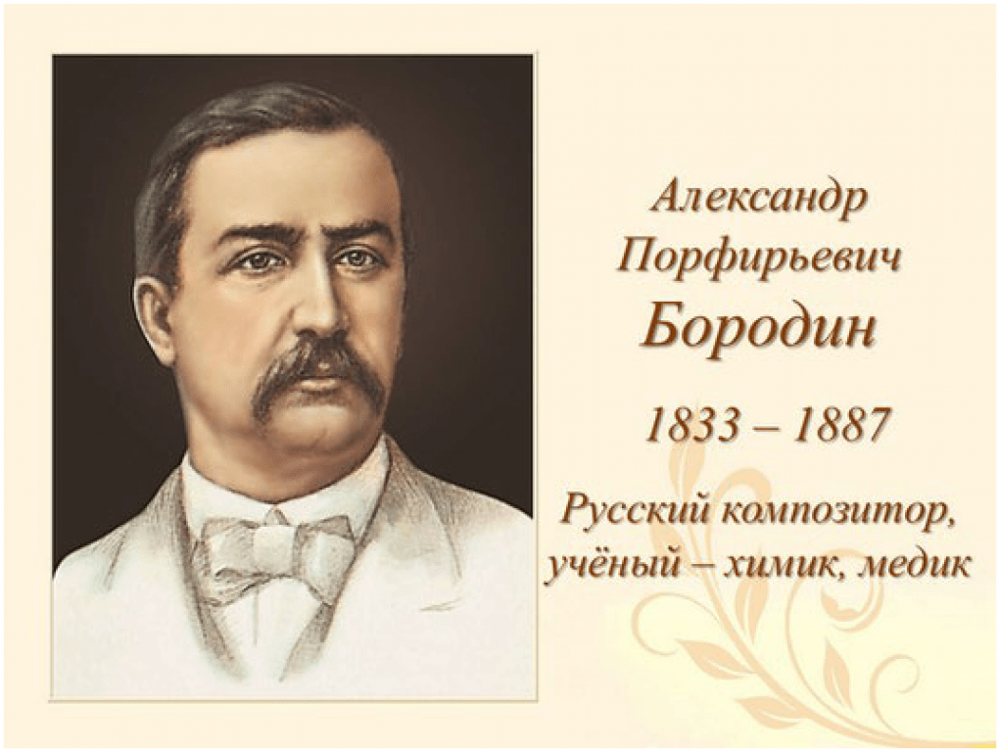 Александр
Порфирьевич
Бородин
1833 – 1887
Русский композитор,
учёный – химик, медик